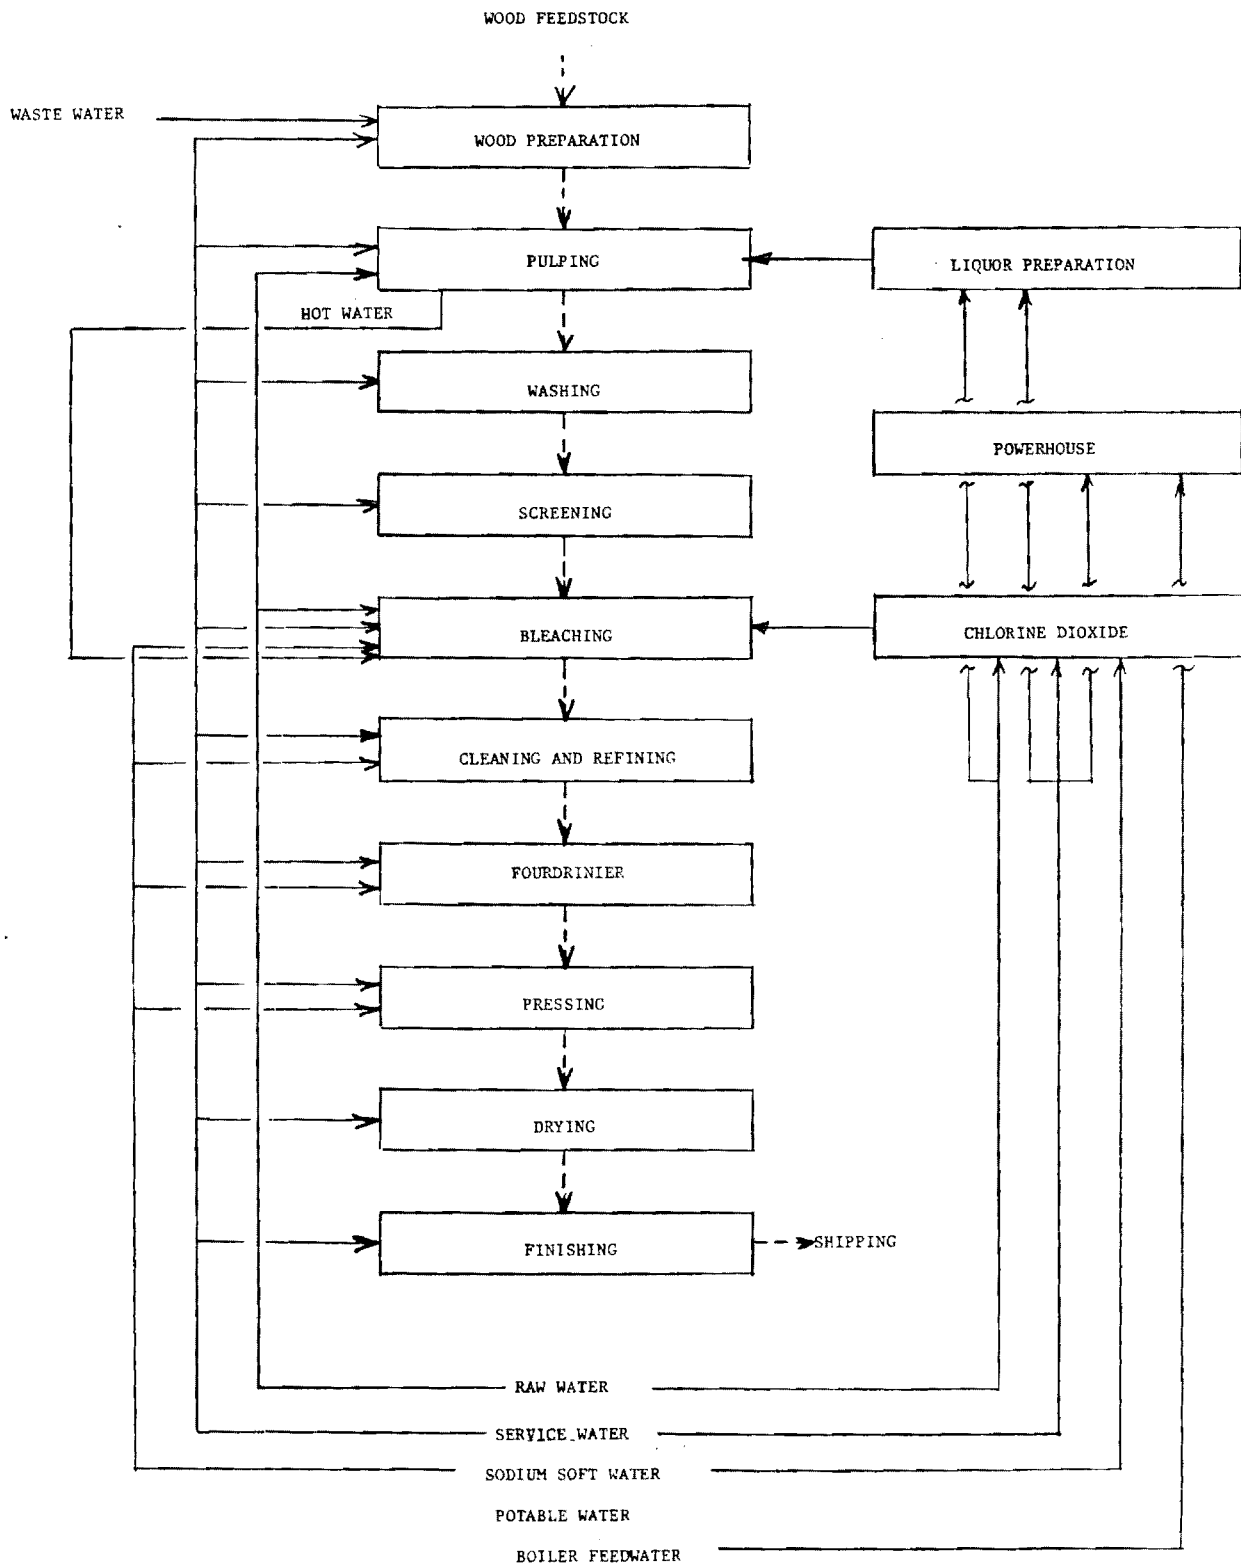 WOOD FEEDSTOCK
WASTE WATER
WOOD PREPARATION
PULPING
LIQUOR PREPARATION
HOT WATER
WASHING
POWERHOUSE
SCREENING
BLEACHING
CHLORINE DIOXIDE
CLEANING AND REFINING
FOURDRINIER
PRESSING
DRYING
FINISHING
SHIPPING
RAW WATER
SERVICE WATER
SODIUM SOFT WATER
POTABLE WATER
BOILER FEEDWATER